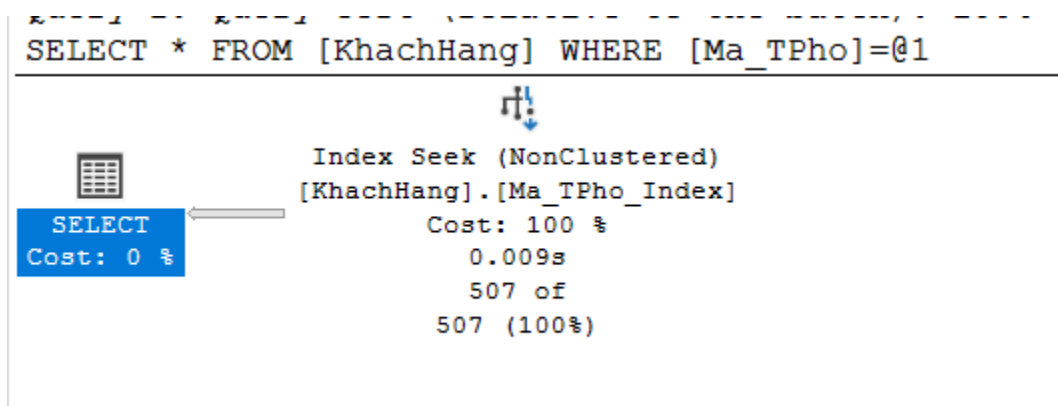 SELECT * FROM [KhachHang] WHERE [Ma_TPho]=@1
Index Seek (NonClustered)
[KhachHang].[Ma_TPho_Index]
Cost: 100 %
0.009s
507 of
507 (100%)
SELECT
Cost: 0 %